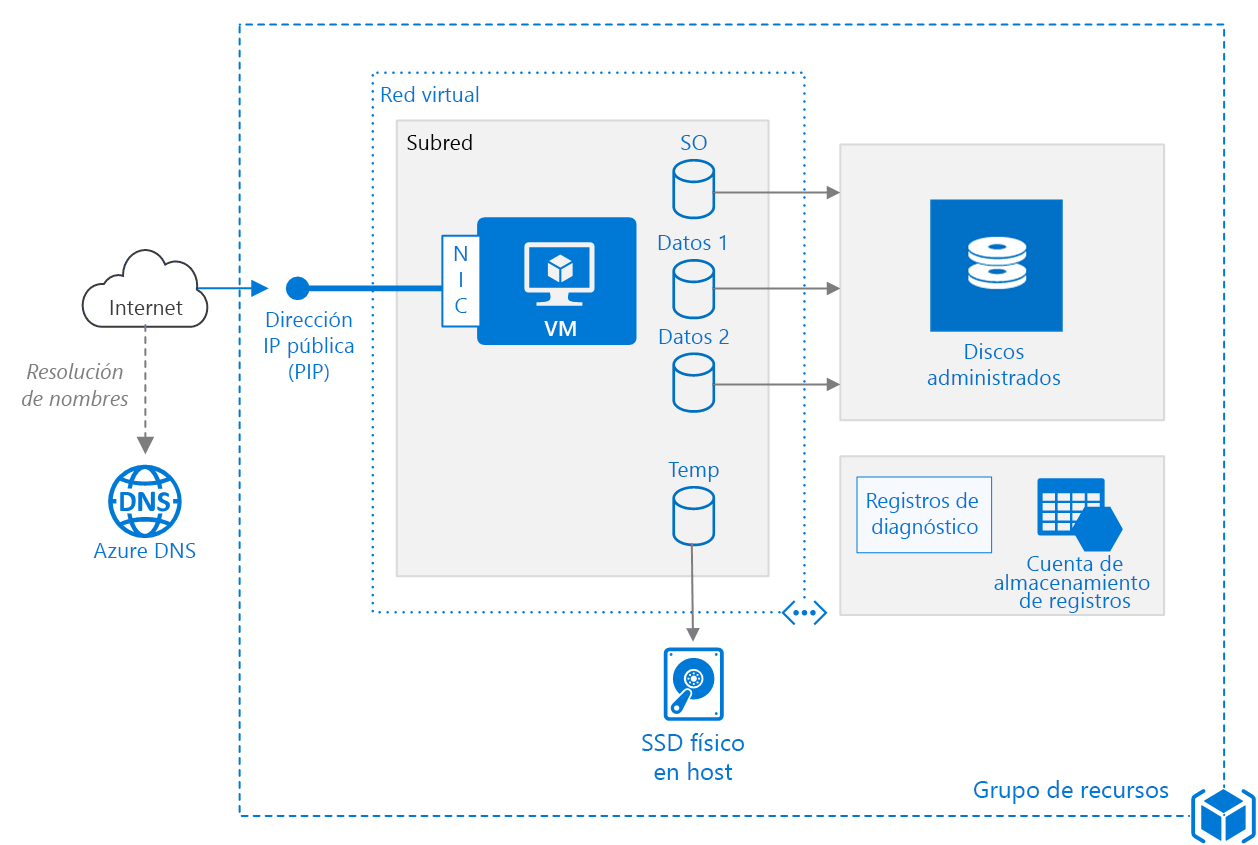 Red virtual
Subred
SO
Datos 1
Datos 2
Temp
N
I
C
VM
Internet
Dirección
IP pública
(PIP)
Resolución
de nombres
DNS
Azure DNS
Discos
administrados
Registros de
diagnóstico
Cuenta de
almacenamiento
de registros
SSD físico
en host
Grupo de recursos